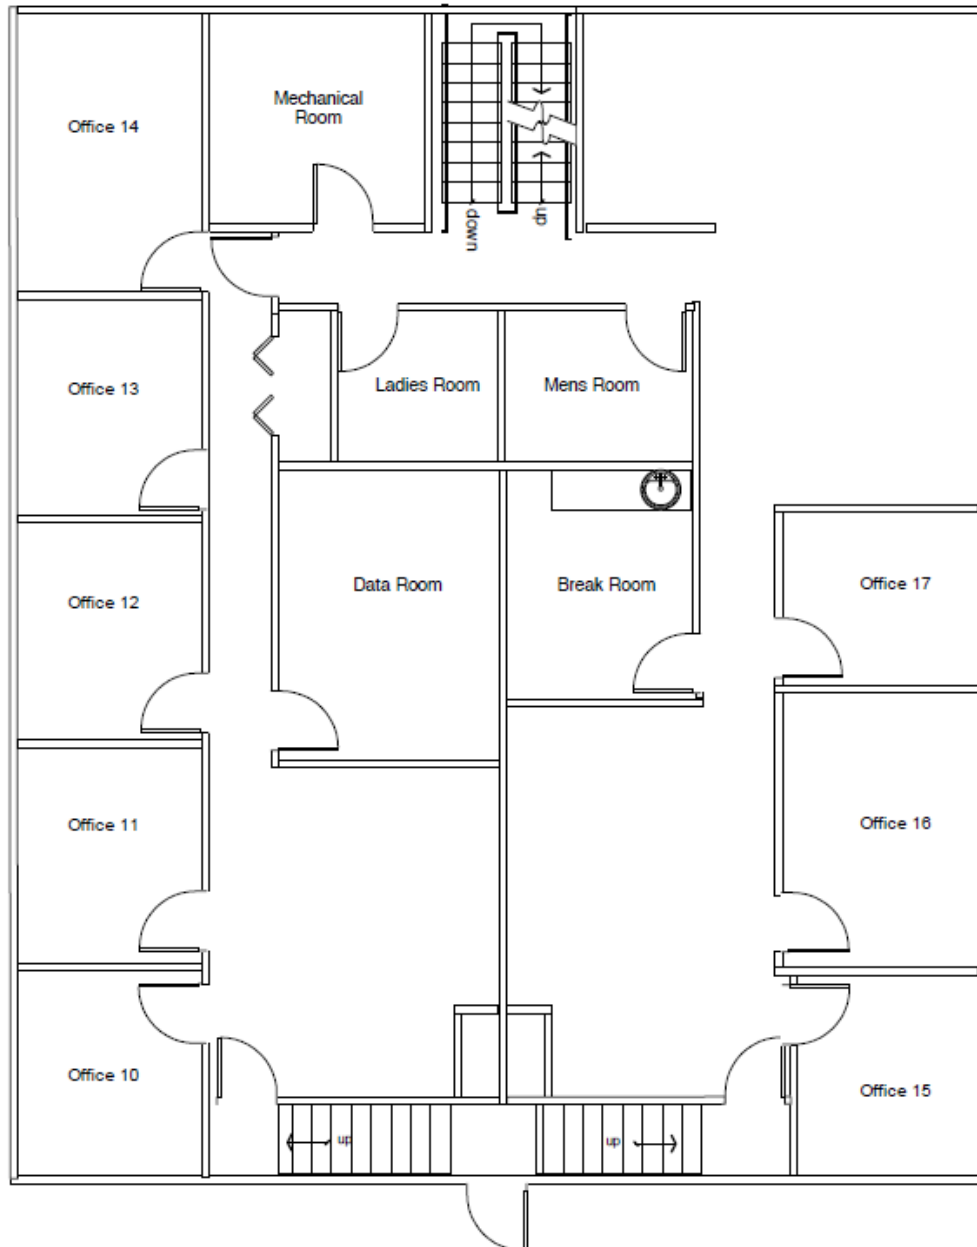 Office 14
Mechanical
Room
down
up
Office 13
Ladies Room
Mens Room
Office 12
Data Room
Break Room
Office 17
Office 11
Office 16
Office 10
Office 15
up
up